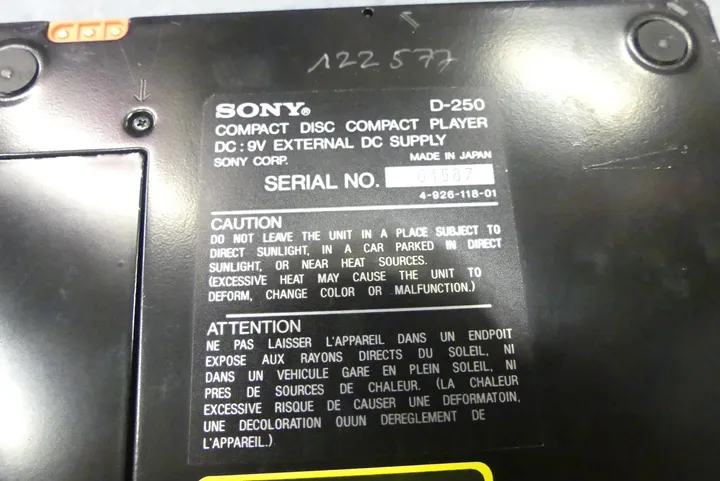 122577
SONY® D-250
COMPACT DISC COMPACT PLAYER
DC : 9V EXTERNAL DC SUPPLY
SONY CORP. MADE IN JAPAN
SERIAL NO. 61587
4-926-118-01
CAUTION
DO NOT LEAVE THE UNIT IN A PLACE SUBJECT TO
DIRECT SUNLIGHT, IN A CAR PARKED IN DIRECT
SUNLIGHT, OR NEAR HEAT SOURCES.
(EXCESSIVE HEAT MAY CAUSE THE UNIT TO
DEFORM, CHANGE COLOR OR MALFUNCTION.)
ATTENTION
NE PAS LAISSER L'APPAREIL DANS UN ENDPOIT
EXPOSE AUX RAYONS DIRECTS DU SOLEIL, NI
DANS UN VEHICULE GARE EN PLEIN SOLEIL, NI
PRES DE SOURCES DE CHALEUR. (LA CHALEUR
EXCESSIVE RISQUE DE CAUSER UNE DEFORMATOIN,
UNE DECOLORATION OUUN DEREGLEMENT DE
L'APPAREIL.)